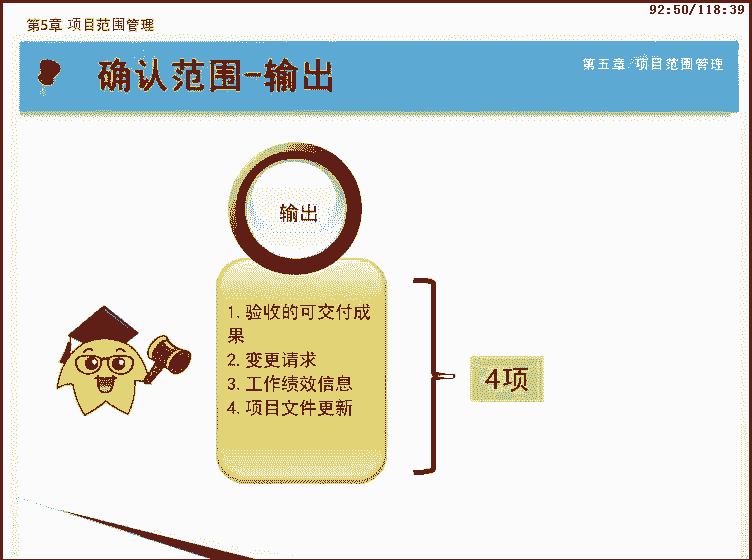 92:50/118:39
第5章 项目范围管理
确认范围-输出
第五章 项目范围管理
输出
1.验收的可交付成
果
2.变更请求
3.工作绩效信息
4.项目文件更新
4项